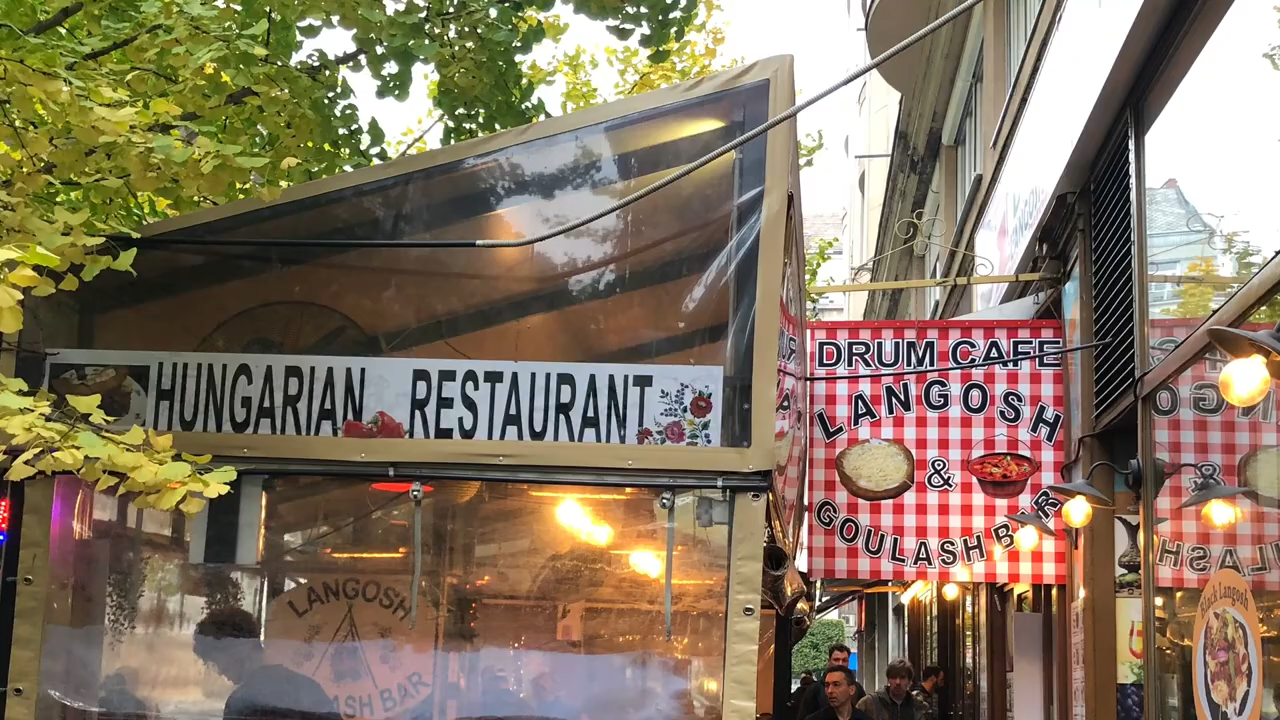 HUNGARIAN RESTAURANT
DRUM CAFE
LANGOSH
&
GOULASH BAR
LANGOSH
ASH BAR
Black Langosh